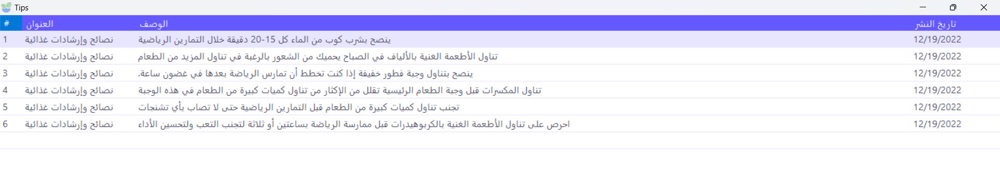 Tips
# العنوان الوصف تاريخ النشر
1 نصائح وإرشادات غذائية ينصح بشرب كوب من الماء كل 15-20 دقيقة خلال التمارين الرياضية 12/19/2022
2 نصائح وإرشادات غذائية تناول الأطعمة الغنية بالألياف في الصباح يحميك من الشعور بالرغبة في تناول المزيد من الطعام 12/19/2022
3 نصائح وإرشادات غذائية ينصح بتناول وجبة فطور خفيفة إذا كنت تخطط أن تمارس الرياضة بعدها في غضون ساعة. 12/19/2022
4 نصائح وإرشادات غذائية تناول المكسرات قبل وجبة الطعام الرئيسية تقلل من الإكثار من تناول كميات كبيرة من الطعام في هذه الوجبة 12/19/2022
5 نصائح وإرشادات غذائية تجنب تناول كميات كبيرة من الطعام قبل التمارين الرياضية حتى لا تصاب بأي تشنجات 12/19/2022
6 نصائح وإرشادات غذائية احرص على تناول الأطعمة الغنية بالكربوهيدرات قبل ممارسة الرياضة بساعتين أو ثلاثة لتجنب التعب ولتحسين الأداء 12/19/2022